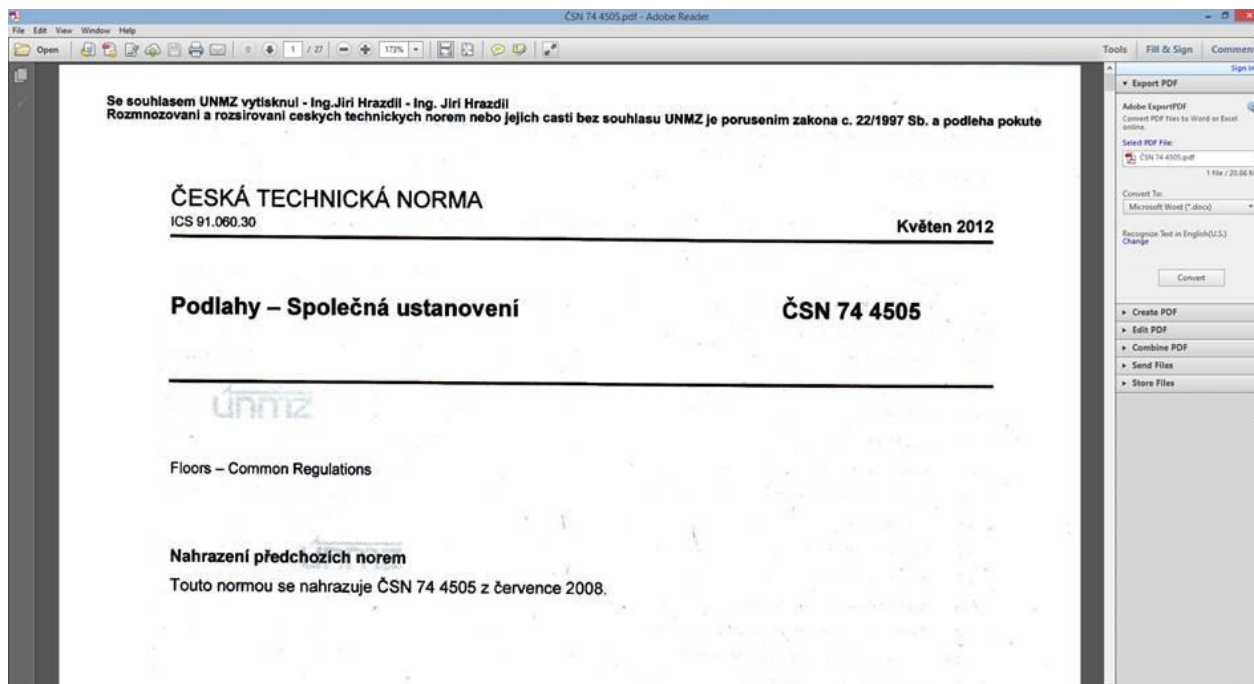 ČSN 74 4505.pdf - Adobe Reader
File Edit View Window Help
Open 1 / 27 173% Tools Fill & Sign Comment
Sign In
Export PDF
Adobe ExportPDF
Convert PDF files to Word or Excel
online.
Select PDF File:
ČSN 74 4505.pdf
1 file / 20.66 M
Convert To:
Microsoft Word (*.docx)
Recognize Text in English(U.S.)
Change
Convert
Create PDF
Edit PDF
Combine PDF
Send Files
Store Files
Se souhlasem UNMZ vytisknul - Ing.Jiri Hrazdil - Ing. Jiri Hrazdil
Rozmnozovani a rozsirovani ceskych technickych norem nebo jejich casti bez souhlasu UNMZ je porusenim zakona c. 22/1997 Sb. a podleha pokute
ČESKÁ TECHNICKÁ NORMA
ICS 91.060.30
Květen 2012
Podlahy – Společná ustanovení ČSN 74 4505
únmz
Floors – Common Regulations
únmz
Nahrazení předchozích norem
Touto normou se nahrazuje ČSN 74 4505 z července 2008.